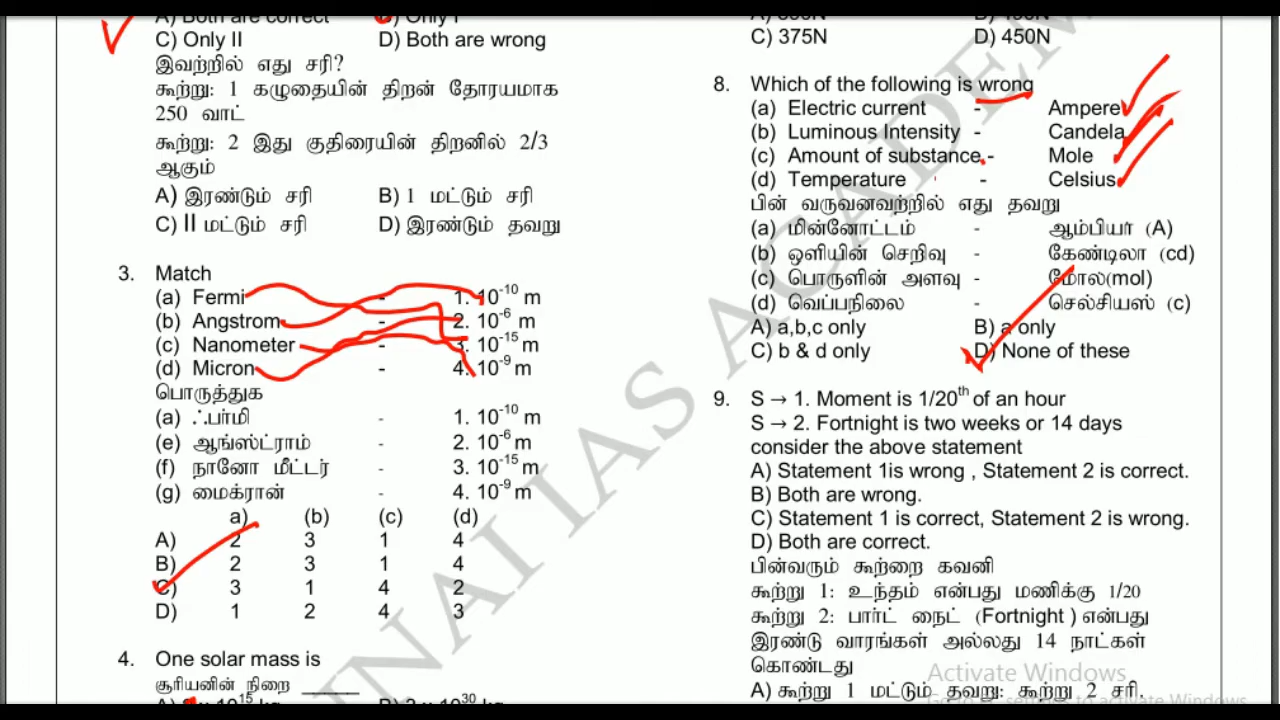 A) Both are correct
D) Only I
C) Only II D) Both are wrong
இவற்றில் எது சரி?
கூற்று: 1 கழுதையின் திறன் தோரயமாக
250 வாட்
கூற்று: 2 இது குதிரையின் திறனில் 2/3
ஆகும்
A) இரண்டும் சரி B) 1 மட்டும் சரி
C) II மட்டும் சரி D) இரண்டும் தவறு
3. Match
(a) Fermi - 1. 10⁻¹⁰ m
(b) Angstrom - 2. 10⁻⁶ m
(c) Nanometer - 3. 10⁻¹⁵ m
(d) Micron - 4. 10⁻⁹ m
பொருத்துக
(a) ஃபர்மி - 1. 10⁻¹⁰ m
(e) ஆங்ஸ்ட்ராம் - 2. 10⁻⁶ m
(f) நானோ மீட்டர் - 3. 10⁻¹⁵ m
(g) மைக்ரான் - 4. 10⁻⁹ m
a) (b) (c) (d)
A) 2 3 1 4
B) 2 3 1 4
C) 3 1 4 2
D) 1 2 4 3
4. One solar mass is
சூரியனின் நிறை ______
C) 375N D) 450N
8. Which of the following is wrong
(a) Electric current - Ampere
(b) Luminous Intensity - Candela
(c) Amount of substance - Mole
(d) Temperature - Celsius
பின் வருவனவற்றில் எது தவறு
(a) மின்னோட்டம் - ஆம்பியர் (A)
(b) ஒளியின் செறிவு - கேண்டிலா (cd)
(c) பொருளின் அளவு - மோல(mol)
(d) வெப்பநிலை - செல்சியஸ் (c)
A) a,b,c only B) a only
C) b & d only D) None of these
9. S → 1. Moment is 1/20th of an hour
S → 2. Fortnight is two weeks or 14 days
consider the above statement
A) Statement 1is wrong , Statement 2 is correct.
B) Both are wrong.
C) Statement 1 is correct, Statement 2 is wrong.
D) Both are correct.
பின்வரும் கூற்றை கவனி
கூற்று 1: உந்தம் என்பது மணிக்கு 1/20
கூற்று 2: பார்ட் நைட் (Fortnight ) என்பது
இரண்டு வாரங்கள் அல்லது 14 நாட்கள்
கொண்டது
A) கூற்று 1 மட்டும் தவறு: கூற்று 2 சரி.
Activate Windows
NAI IAS ACADEM